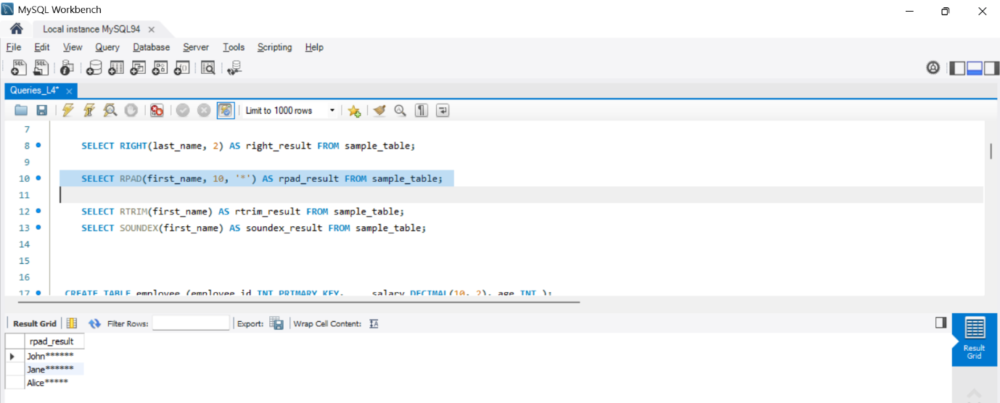 MySQL Workbench
Local instance MySQL94
File Edit View Query Database Server Tools Scripting Help
Queries_L4*
Limit to 1000 rows
7
8 SELECT RIGHT(last_name, 2) AS right_result FROM sample_table;
9
10 SELECT RPAD(first_name, 10, '*') AS rpad_result FROM sample_table;
11
12 SELECT RTRIM(first_name) AS rtrim_result FROM sample_table;
13 SELECT SOUNDEX(first_name) AS soundex_result FROM sample_table;
14
15
16
17 CREATE TABLE employee (employee_id INT PRIMARY KEY, salary DECIMAL(10, 2), age INT );
Result Grid Filter Rows: Export: Wrap Cell Content:
rpad_result
John******
Jane******
Alice*****
Result
Grid